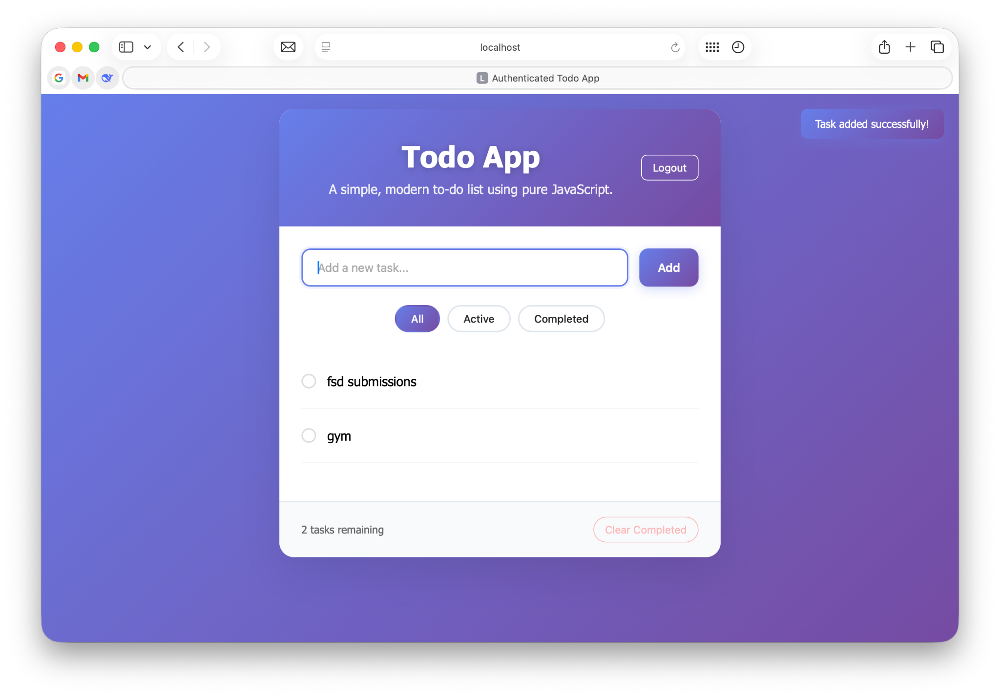 localhost
L Authenticated Todo App
Task added successfully!
Todo App
Logout
A simple, modern to-do list using pure JavaScript.
Add a new task...
Add
All
Active
Completed
fsd submissions
gym
2 tasks remaining
Clear Completed